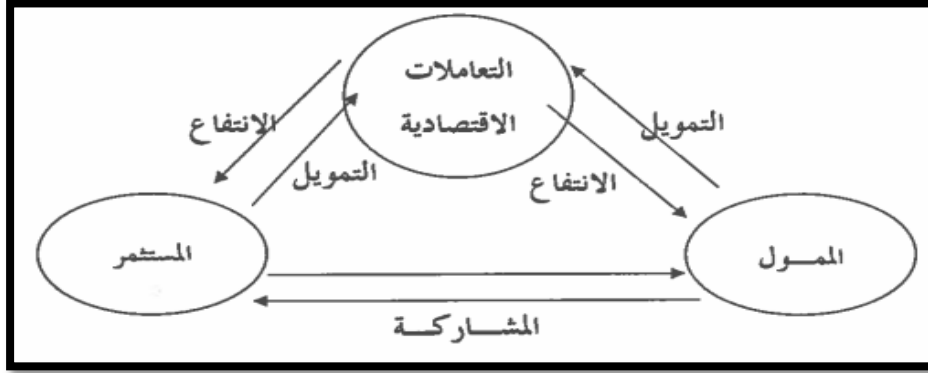 التعاملات
الاقتصادية
التمويل
الانتفاع
الانتفاع
التمويل
الممـــول
المستثمر
المشـــاركـــة